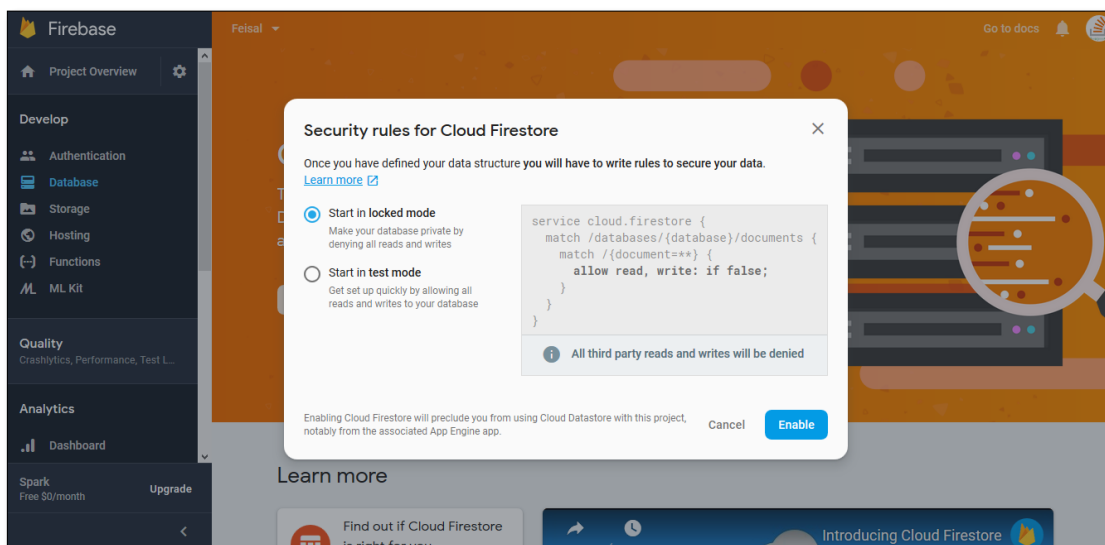 Firebase
Project Overview
Develop
Authentication
Database
Storage
Hosting
Functions
ML Kit
Quality
Crashlytics, Performance, Test L...
Analytics
Dashboard
Spark
Free $0/month
Upgrade
Feisal
Go to docs
Security rules for Cloud Firestore
Once you have defined your data structure you will have to write rules to secure your data.
Learn more
Start in locked mode
Make your database private by
denying all reads and writes
Start in test mode
Get set up quickly by allowing all
reads and writes to your database
service cloud.firestore {
match /databases/{database}/documents {
match /{document=**} {
allow read, write: if false;
}
}
}
All third party reads and writes will be denied
Enabling Cloud Firestore will preclude you from using Cloud Datastore with this project,
notably from the associated App Engine app.
Cancel
Enable
Learn more
Find out if Cloud Firestore
is right for you
Introducing Cloud Firestore